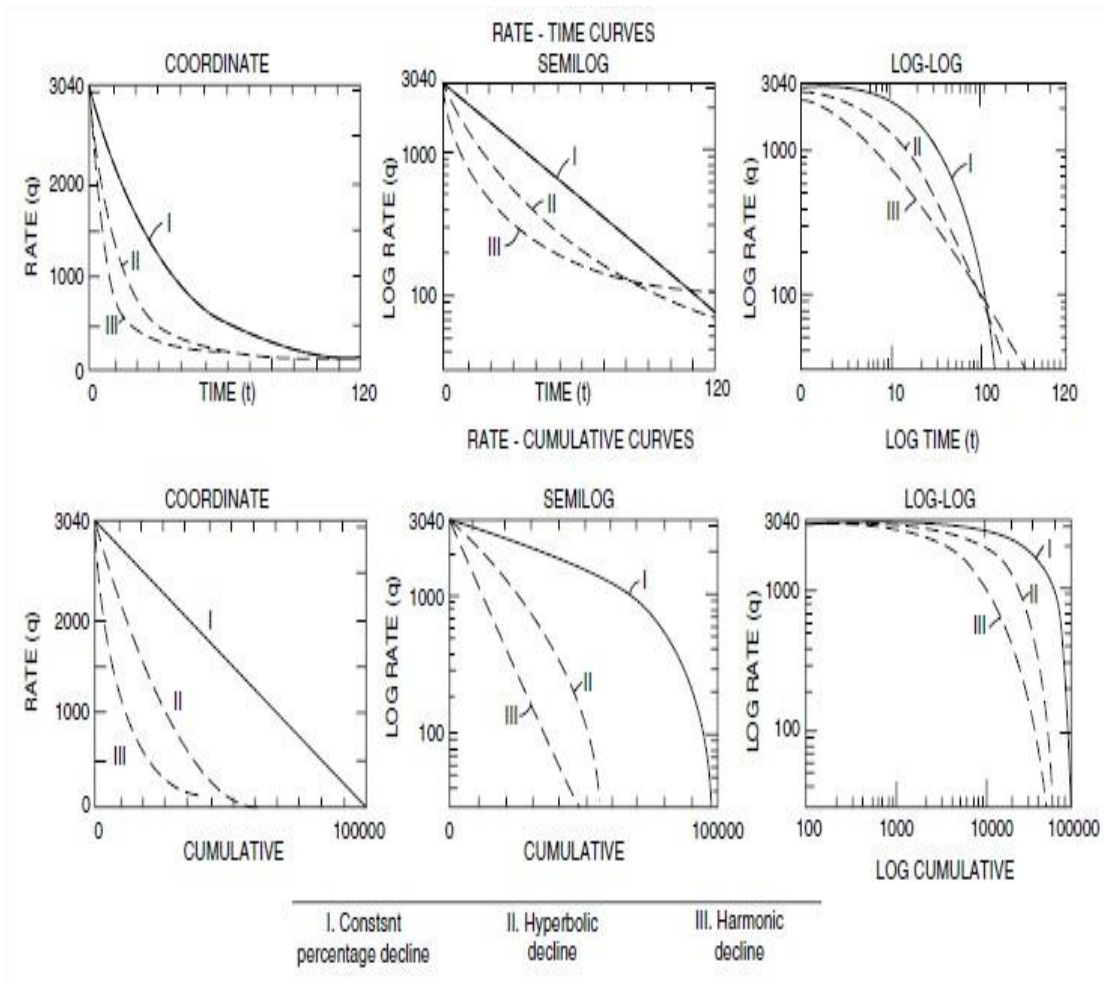 RATE - TIME CURVES
COORDINATE
SEMILOG
LOG-LOG
3040
2000
1000
0
RATE (q)
I
II
III
0
120
TIME (t)
3040
1000
100
LOG RATE (q)
I
II
III
0
120
TIME (t)
3040
1000
100
LOG RATE (q)
I
II
III
0
10
100
120
LOG TIME (t)
RATE - CUMULATIVE CURVES
COORDINATE
SEMILOG
LOG-LOG
3040
2000
1000
0
RATE (q)
I
II
III
0
100000
CUMULATIVE
3040
1000
100
LOG RATE (q)
I
II
III
0
100000
CUMULATIVE
3040
1000
100
LOG RATE (q)
I
II
III
100
1000
10000
100000
LOG CUMULATIVE
I. Constsnt
percentage decline
II. Hyperbolic
decline
III. Harmonic
decline